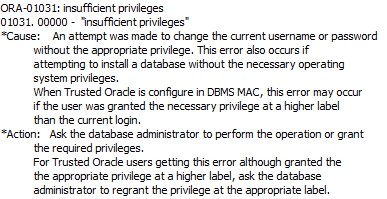 ORA-01031: insufficient privileges
01031. 00000 -  "insufficient privileges"
*Cause:    An attempt was made to change the current username or password
without the appropriate privilege. This error also occurs if
attempting to install a database without the necessary operating
system privileges.
When Trusted Oracle is configure in DBMS MAC, this error may occur
if the user was granted the necessary privilege at a higher label
than the current login.
*Action:   Ask the database administrator to perform the operation or grant
the required privileges.
For Trusted Oracle users getting this error although granted the
the appropriate privilege at a higher label, ask the database
administrator to regrant the privilege at the appropriate label.